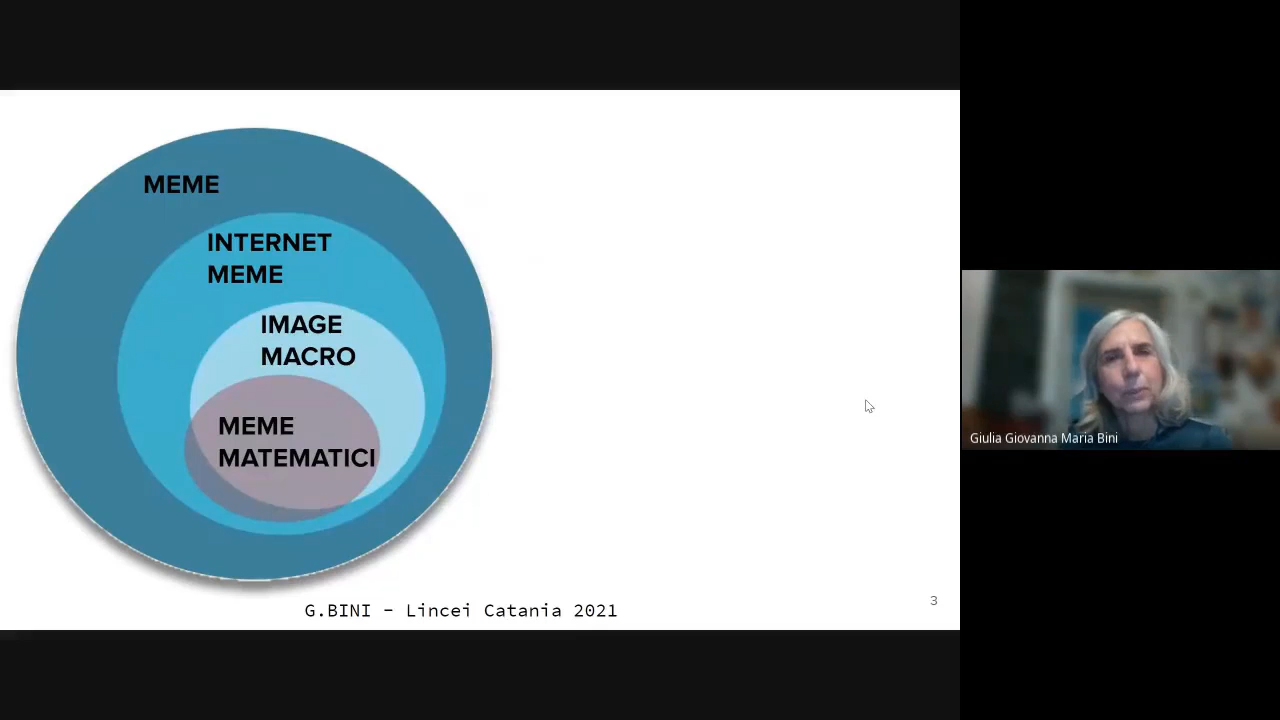 MEME
INTERNET
MEME
IMAGE
MACRO
MEME
MATEMATICI
G.BINI - Lincei Catania 2021
3
Giulia Giovanna Maria Bini